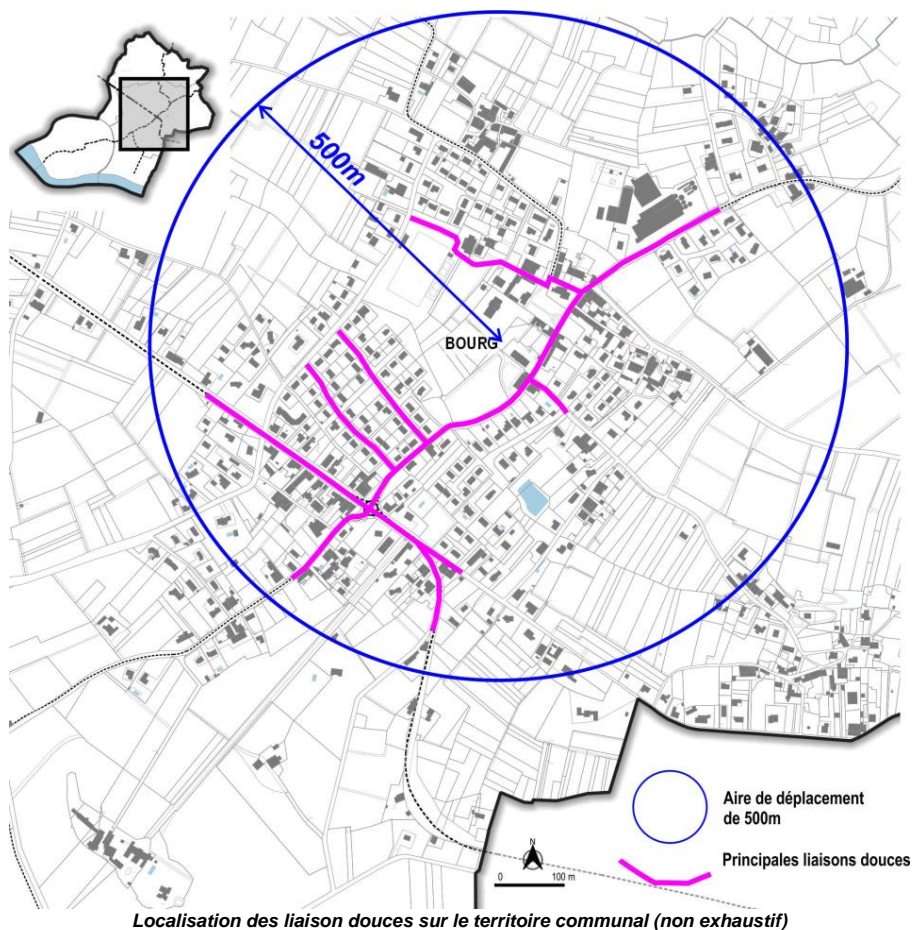 500m
BOURG
Aire de déplacement
de 500m
N
0 100 m
Principales liaisons douces
Localisation des liaison douces sur le territoire communal (non exhaustif)